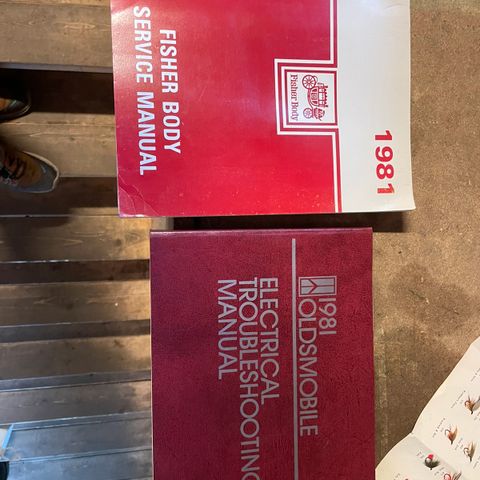 1981
Fisher Body
FISHER BODY
SERVICE MANUAL
1981
OLDSMOBILE
ELECTRICAL
TROUBLESHOOTING
MANUAL